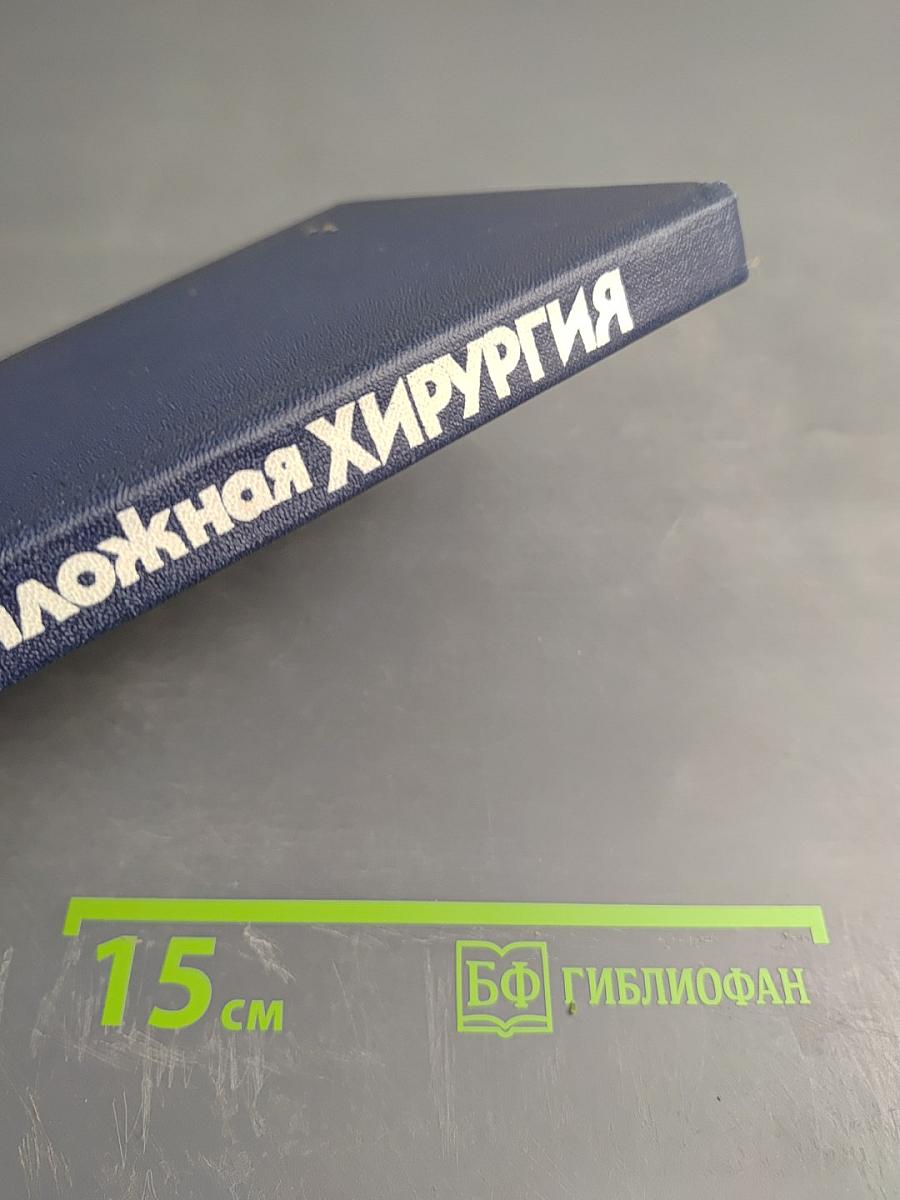 ложная ХИРУРГИЯ
15 см
БФ ГИБЛИОФАН